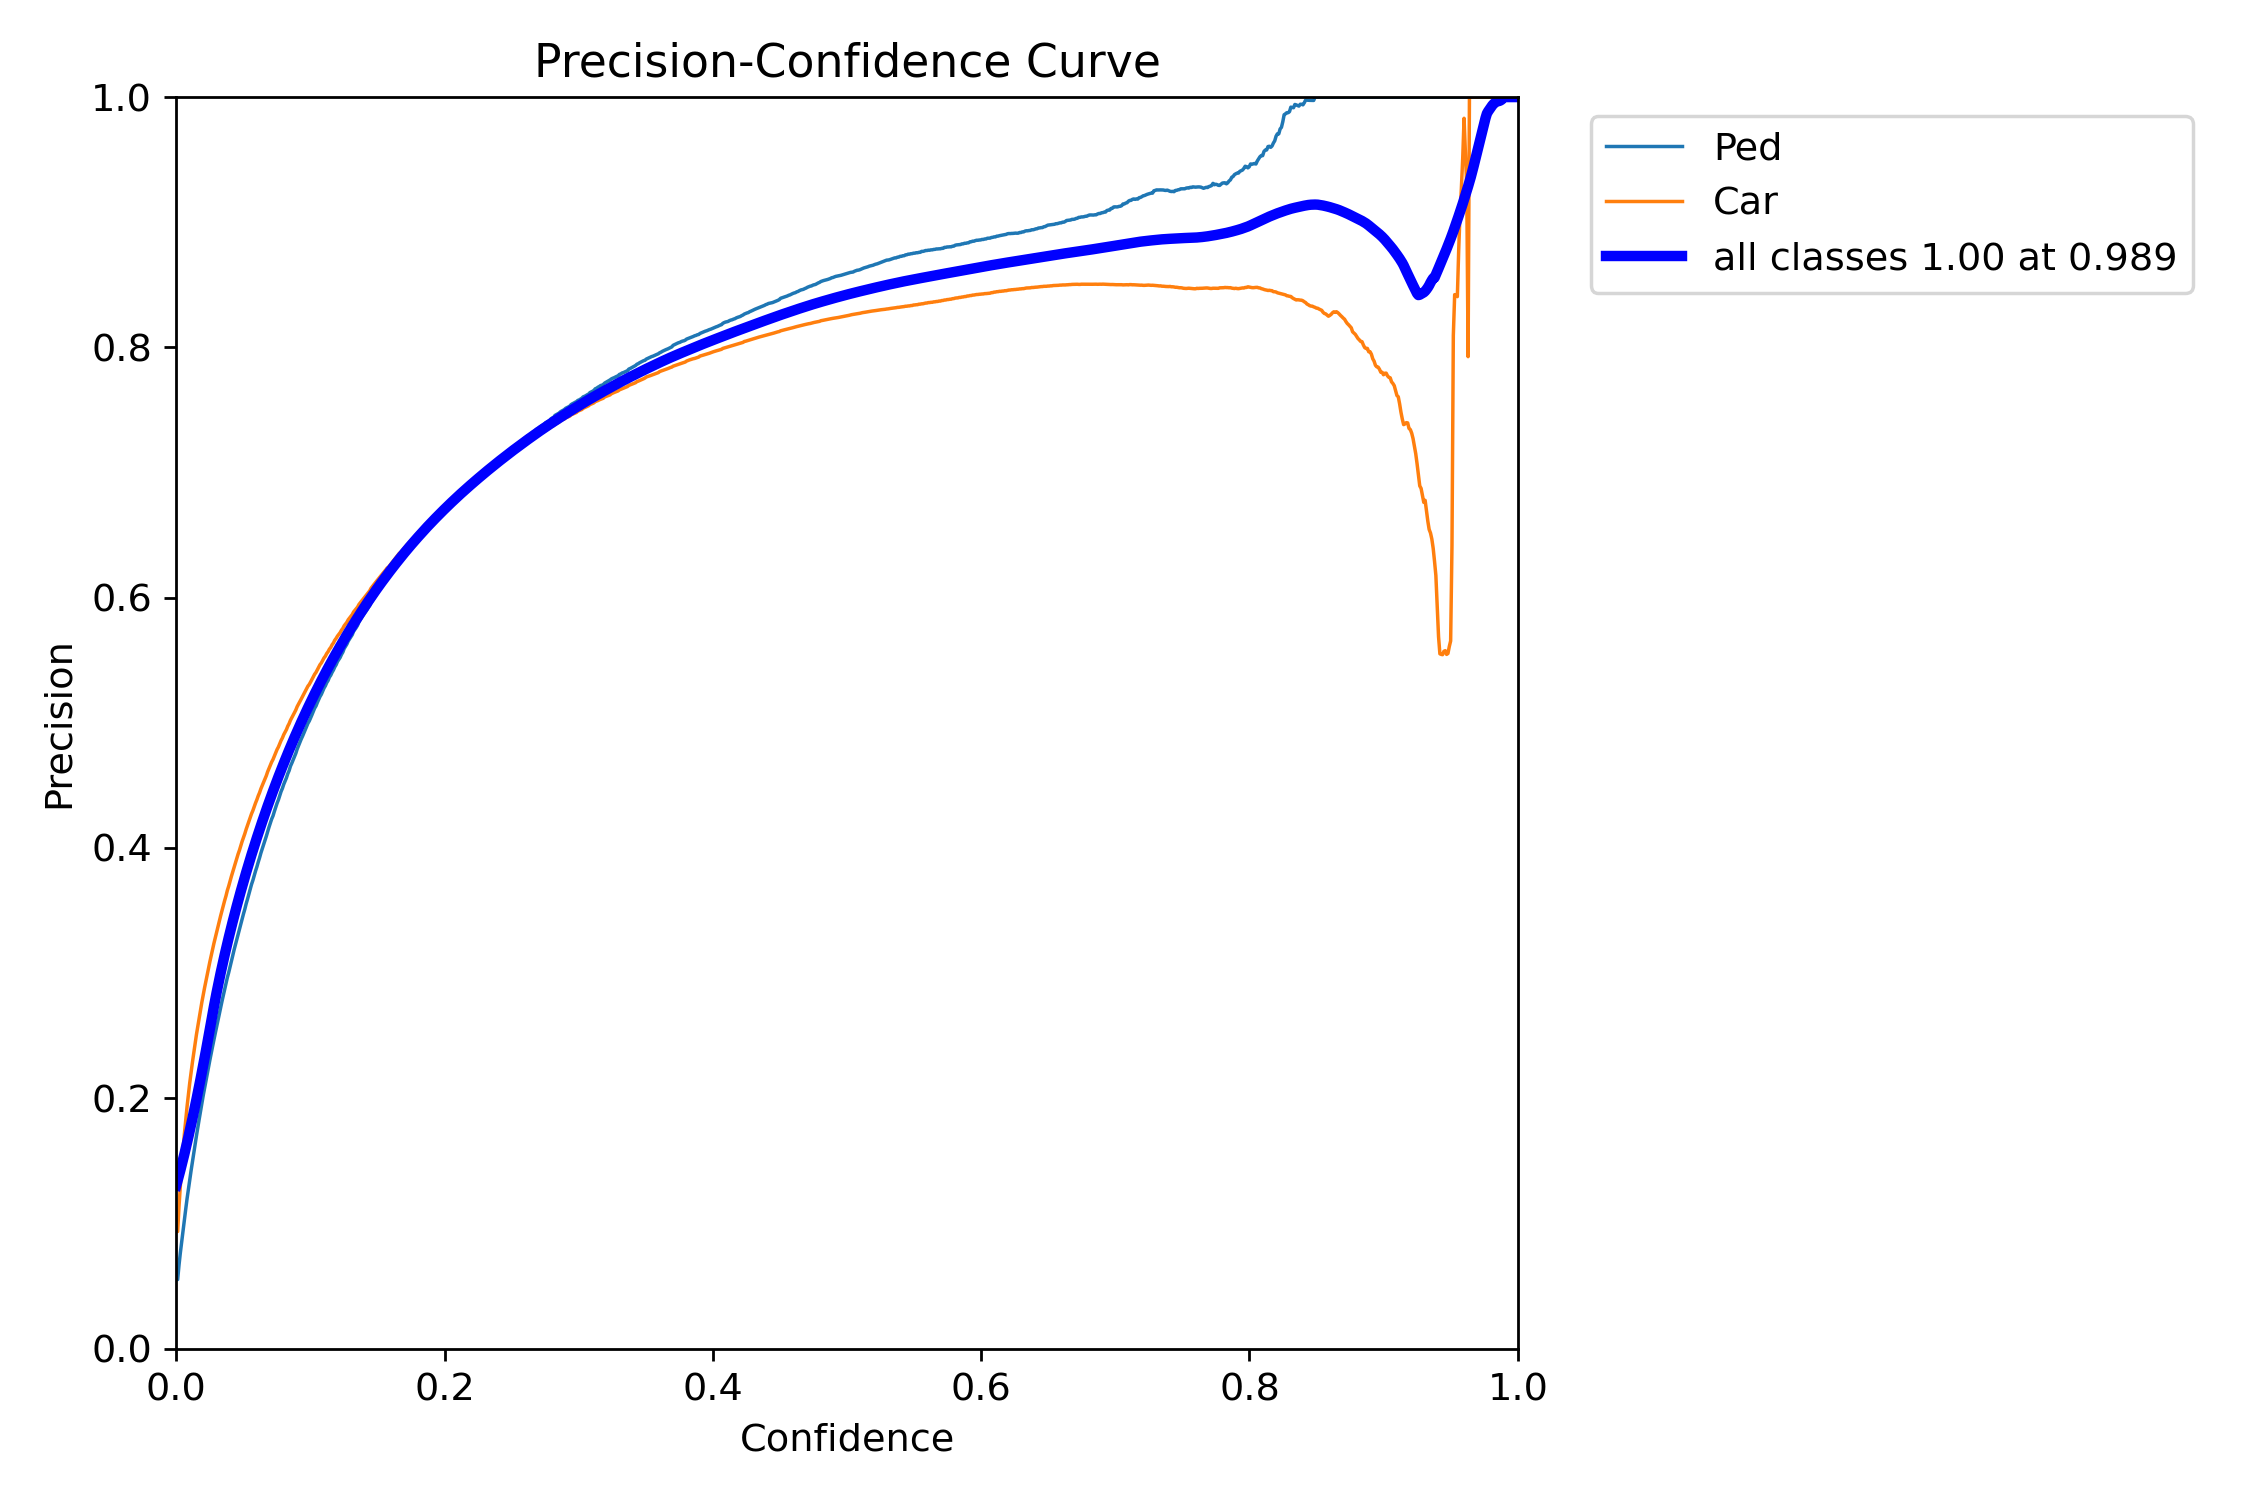 Precision-Confidence Curve
1.0
0.8
0.6
0.4
0.2
0.0
Precision
0.0 0.2 0.4 0.6 0.8 1.0
Confidence
Ped
Car
all classes 1.00 at 0.989